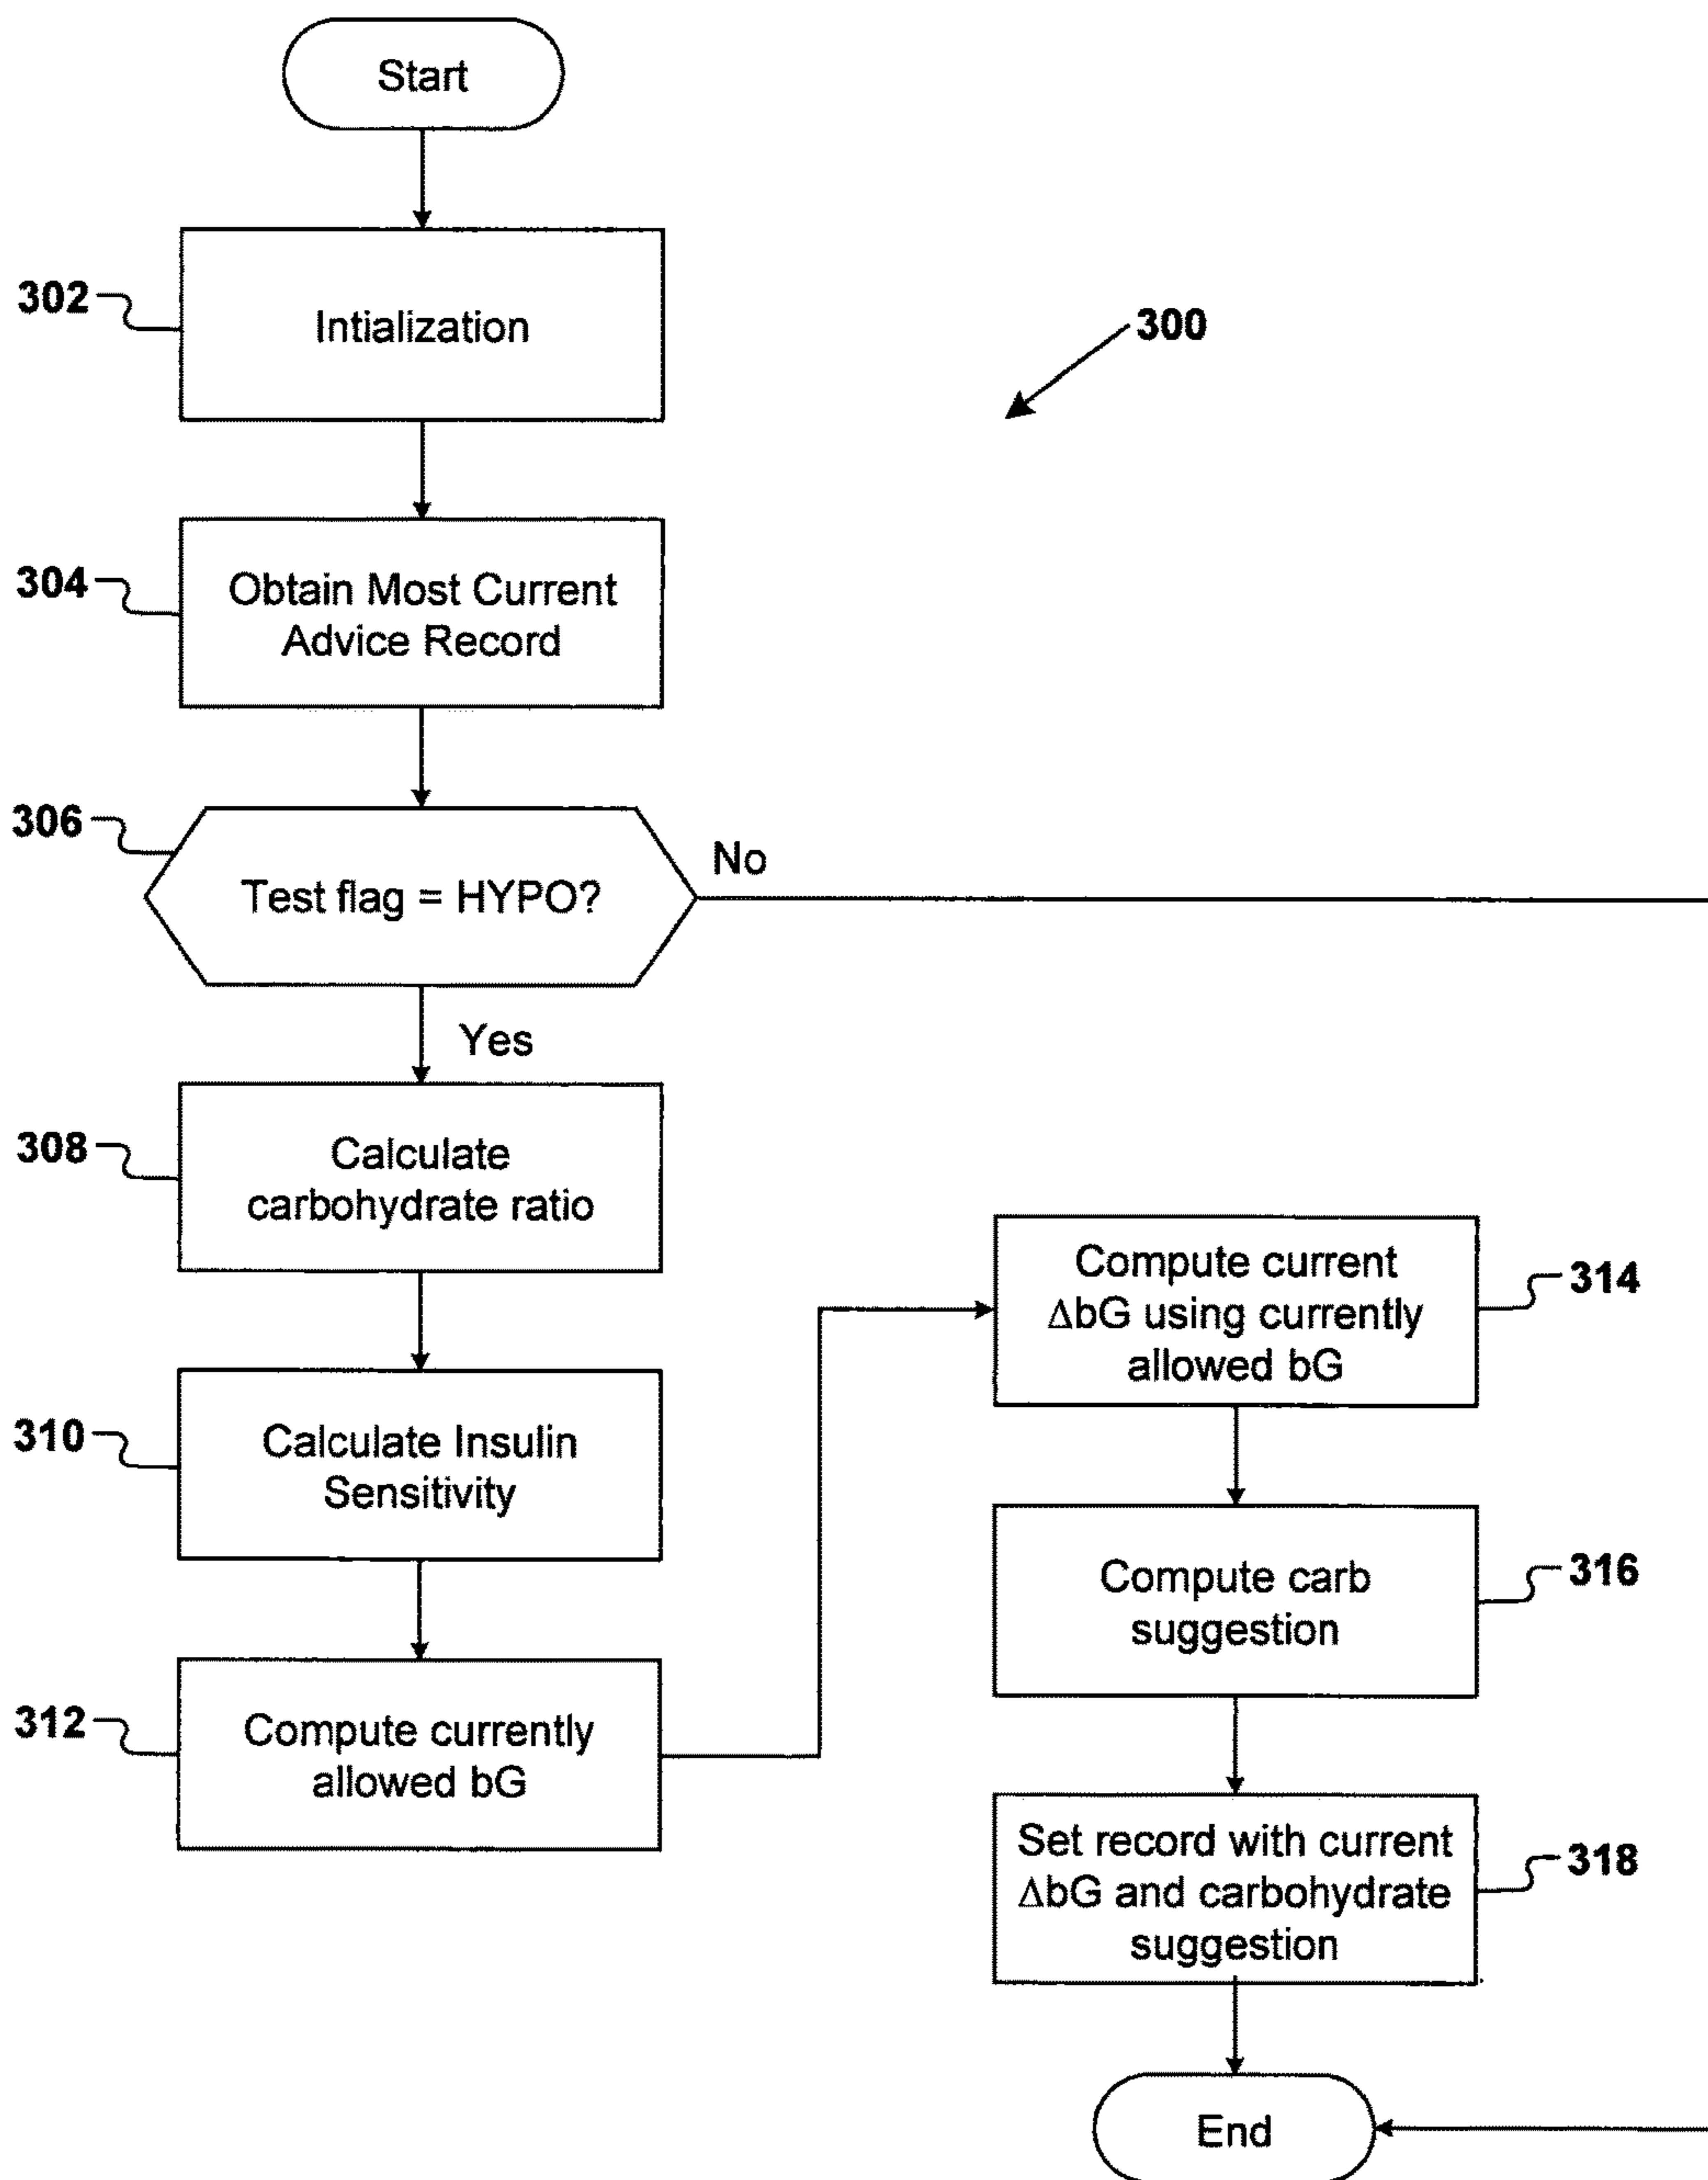 Start
302
Intialization
300
304
Obtain Most Current
Advice Record
306
Test flag = HYPO?
No
Yes
308
Calculate
carbohydrate ratio
310
Calculate Insulin
Sensitivity
312
Compute currently
allowed bG
Compute current
ΔbG using currently
allowed bG
314
Compute carb
suggestion
316
Set record with current
ΔbG and carbohydrate
suggestion
318
End